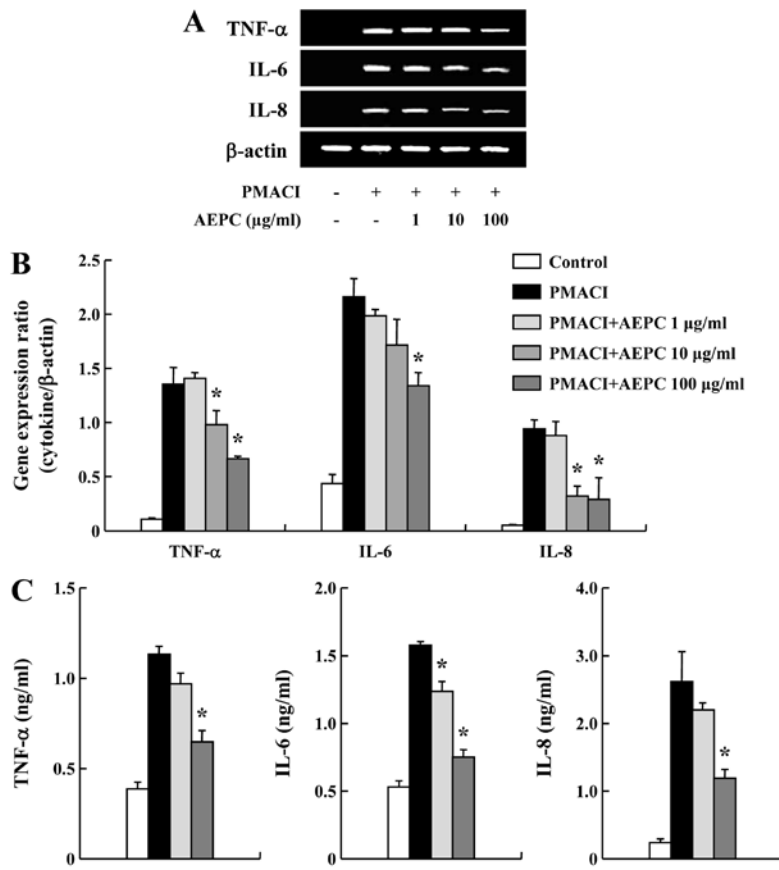 A
TNF-α
IL-6
IL-8
β-actin
PMACI - + + + +
AEPC (μg/ml) - - 1 10 100
B
Gene expression ratio
(cytokine/β-actin)
2.5
2.0
1.5
1.0
0.5
0
* * * * *
TNF-α IL-6 IL-8
Control
PMACI
PMACI+AEPC 1 μg/ml
PMACI+AEPC 10 μg/ml
PMACI+AEPC 100 μg/ml
C
TNF-α (ng/ml)
1.5
1.0
0.5
0
*
IL-6 (ng/ml)
2.0
1.5
1.0
0.5
0
* *
IL-8 (ng/ml)
4.0
3.0
2.0
1.0
0
*